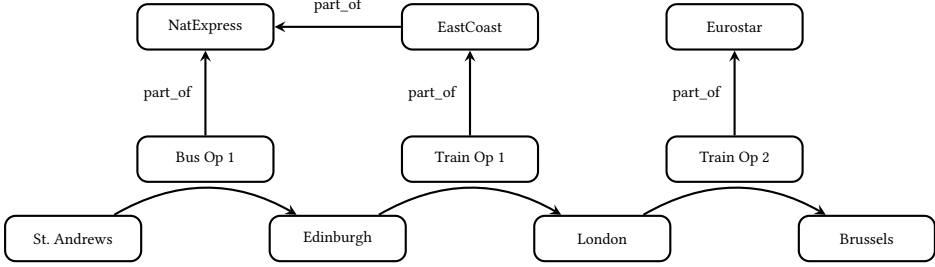 part_of
NatExpress
EastCoast
Eurostar
part_of
part_of
part_of
Bus Op 1
Train Op 1
Train Op 2
St. Andrews
Edinburgh
London
Brussels